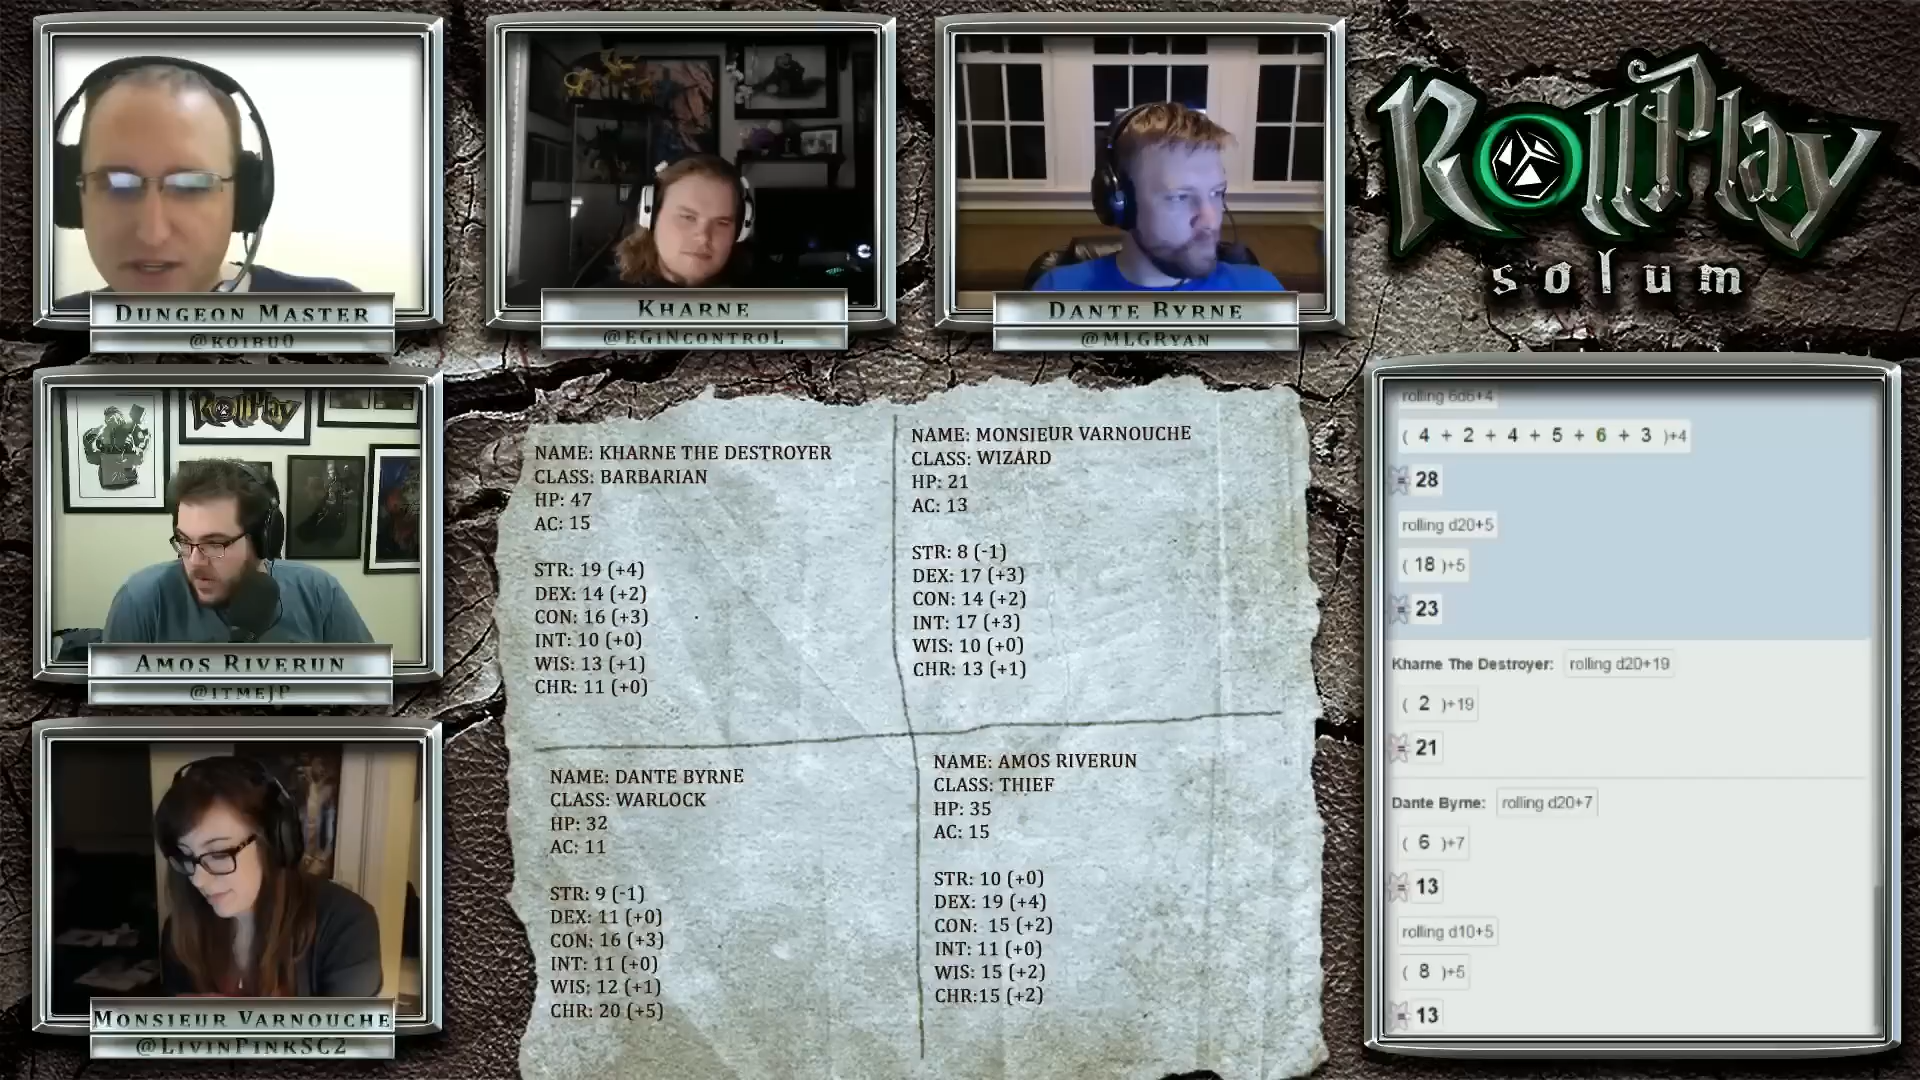 DUNGEON MASTER
@KOIBU0
KHARNE
@EGINCONTROL
DANTE BYRNE
@MLGRYAN
RollPlay
solum
RollPlay
AMOS RIVERUN
@ITMEJP
MONSIEUR VARNOUCHE
@LIVINPINKSC2
NAME: KHARNE THE DESTROYER
CLASS: BARBARIAN
HP: 47
AC: 15
STR: 19 (+4)
DEX: 14 (+2)
CON: 16 (+3)
INT: 10 (+0)
WIS: 13 (+1)
CHR: 11 (+0)
NAME: MONSIEUR VARNOUCHE
CLASS: WIZARD
HP: 21
AC: 13
STR: 8 (-1)
DEX: 17 (+3)
CON: 14 (+2)
INT: 17 (+3)
WIS: 10 (+0)
CHR: 13 (+1)
NAME: DANTE BYRNE
CLASS: WARLOCK
HP: 32
AC: 11
STR: 9 (-1)
DEX: 11 (+0)
CON: 16 (+3)
INT: 11 (+0)
WIS: 12 (+1)
CHR: 20 (+5)
NAME: AMOS RIVERUN
CLASS: THIEF
HP: 35
AC: 15
STR: 10 (+0)
DEX: 19 (+4)
CON: 15 (+2)
INT: 11 (+0)
WIS: 15 (+2)
CHR:15 (+2)
rolling 6d6+4
( 4 + 2 + 4 + 5 + 6 + 3 )+4
= 28
rolling d20+5
( 18 )+5
= 23
Kharne The Destroyer: rolling d20+19
( 2 )+19
= 21
Dante Byrne: rolling d20+7
( 6 )+7
= 13
rolling d10+5
( 8 )+5
= 13